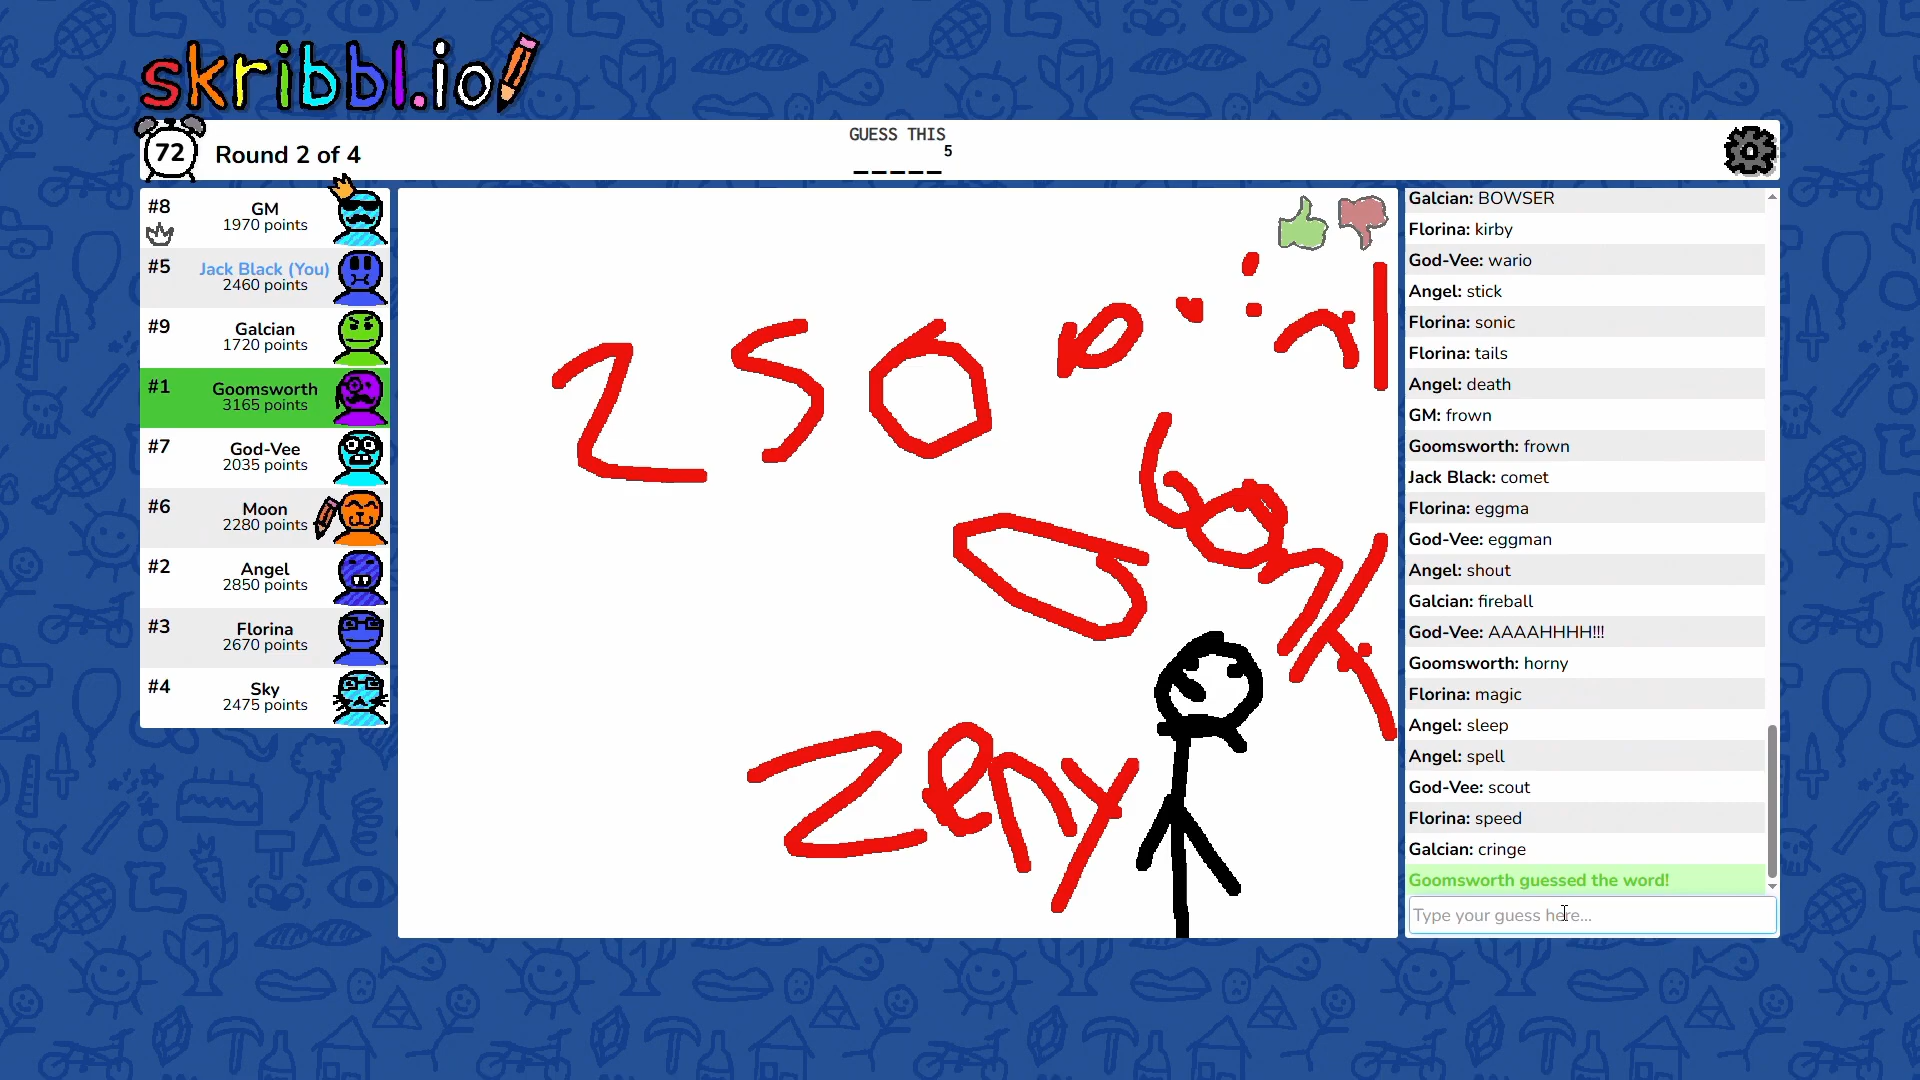 skribbl.io
72
Round 2 of 4
GUESS THIS
5
_____
#8
GM
1970 points
#5
Jack Black (You)
2460 points
#9
Galcian
1720 points
#1
Goomsworth
3165 points
#7
God-Vee
2035 points
#6
Moon
2280 points
#2
Angel
2850 points
#3
Florina
2670 points
#4
Sky
2475 points
250
zeny
Galcian: BOWSER
Florina: kirby
God-Vee: wario
Angel: stick
Florina: sonic
Florina: tails
Angel: death
GM: frown
Goomsworth: frown
Jack Black: comet
Florina: eggma
God-Vee: eggman
Angel: shout
Galcian: fireball
God-Vee: AAAAHHHH!!!
Goomsworth: horny
Florina: magic
Angel: sleep
Angel: spell
God-Vee: scout
Florina: speed
Galcian: cringe
Goomsworth guessed the word!
Type your guess here...